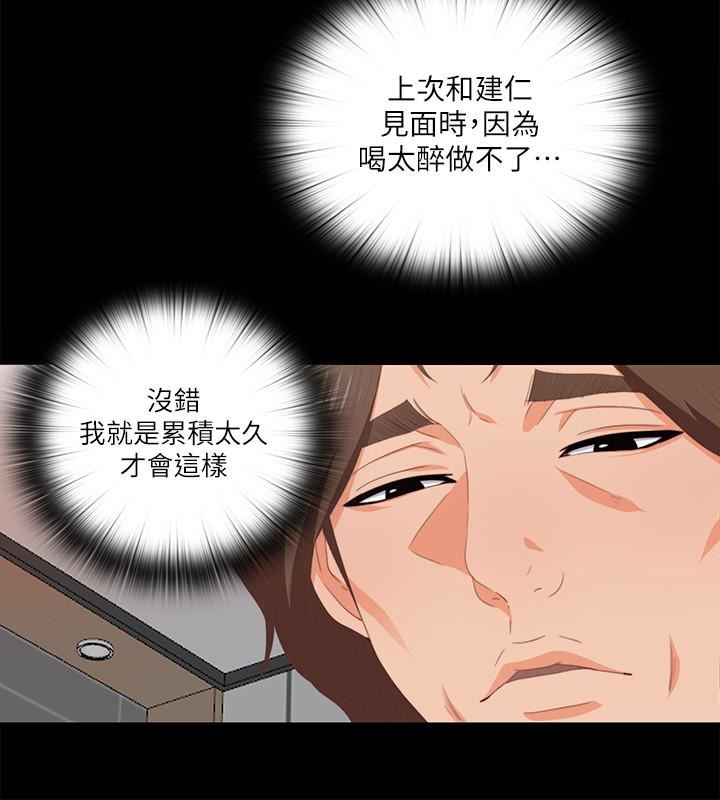 上次和建仁
見面時，因為
喝太醉做不了⋯
沒錯
我就是累積太久
才會這樣